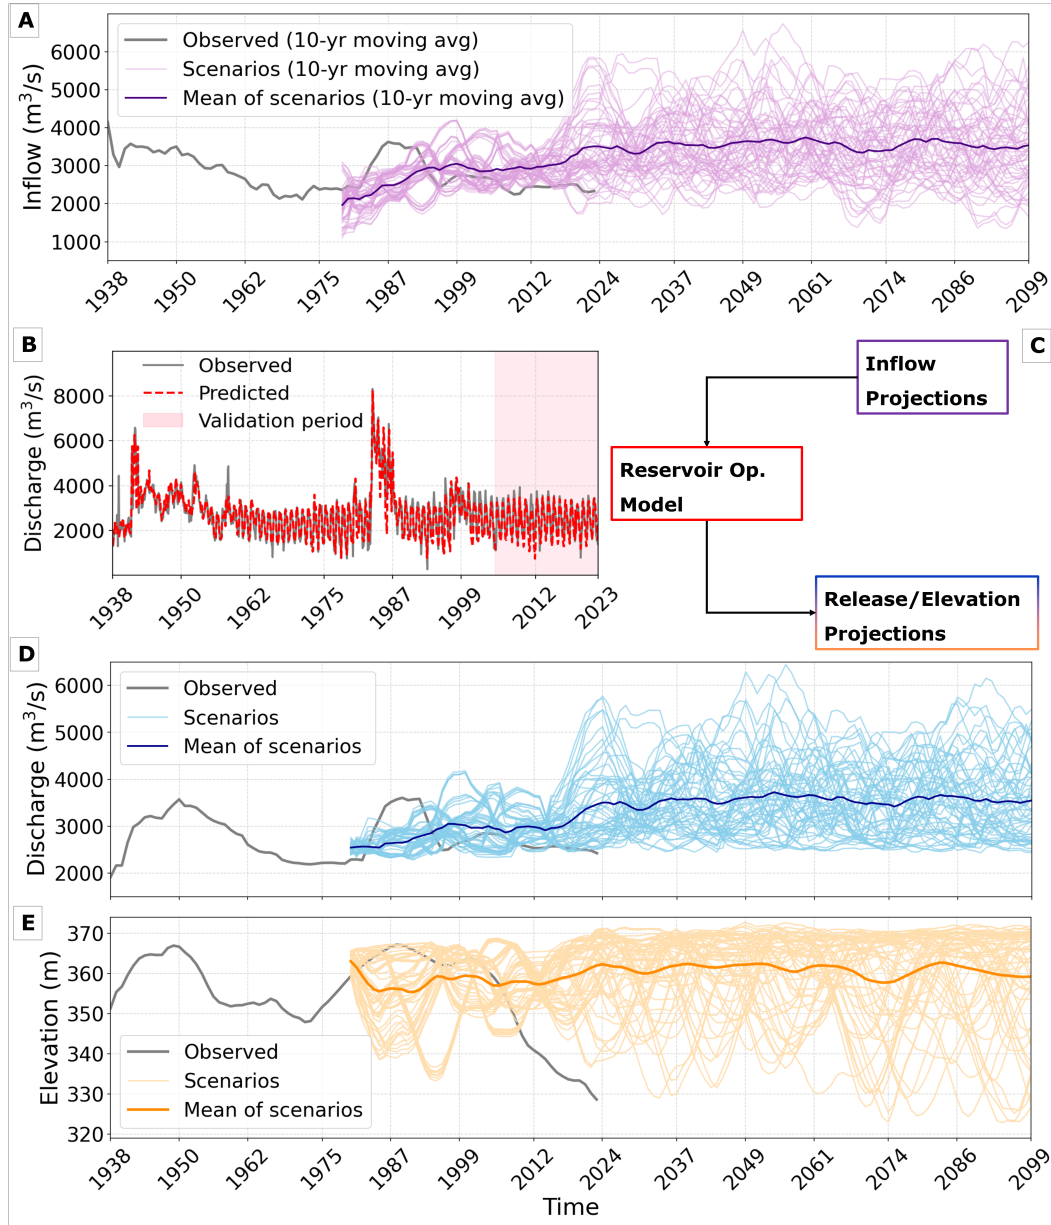 A
Inflow (m³/s)
6000
5000
4000
3000
2000
1000
Observed (10-yr moving avg)
Scenarios (10-yr moving avg)
Mean of scenarios (10-yr moving avg)
1938
1950
1962
1975
1987
1999
2012
2024
2037
2049
2061
2074
2086
2099
B
Discharge (m³/s)
8000
6000
4000
2000
Observed
Predicted
Validation period
1938
1950
1962
1975
1987
1999
2012
2023
C
Inflow
Projections
Reservoir Op.
Model
Release/Elevation
Projections
D
Discharge (m³/s)
6000
5000
4000
3000
2000
Observed
Scenarios
Mean of scenarios
E
Elevation (m)
370
360
350
340
330
320
Observed
Scenarios
Mean of scenarios
1938
1950
1962
1975
1987
1999
2012
2024
2037
2049
2061
2074
2086
2099
Time